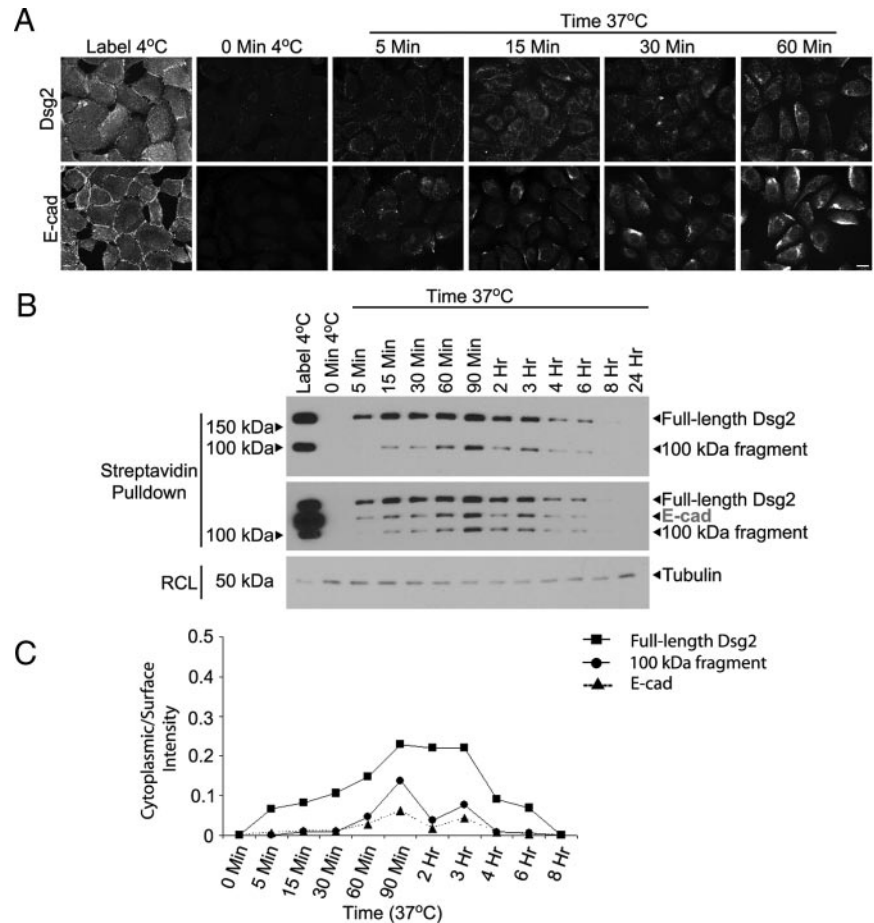 A
Time 37°C
Label 4°C 0 Min 4°C 5 Min 15 Min 30 Min 60 Min
Dsg2
E-cad
B
Time 37°C
Label 4°C 0 Min 4°C 5 Min 15 Min 30 Min 60 Min 90 Min 2 Hr 3 Hr 4 Hr 6 Hr 8 Hr 24 Hr
Streptavidin
Pulldown
150 kDa
100 kDa
Full-length Dsg2
100 kDa fragment
100 kDa
Full-length Dsg2
E-cad
100 kDa fragment
RCL 50 kDa
Tubulin
C
Cytoplasmic/Surface
Intensity
0.5
0.4
0.3
0.2
0.1
0
Full-length Dsg2
100 kDa fragment
E-cad
0 Min 5 Min 15 Min 30 Min 60 Min 90 Min 2 Hr 3 Hr 4 Hr 6 Hr 8 Hr
Time (37°C)